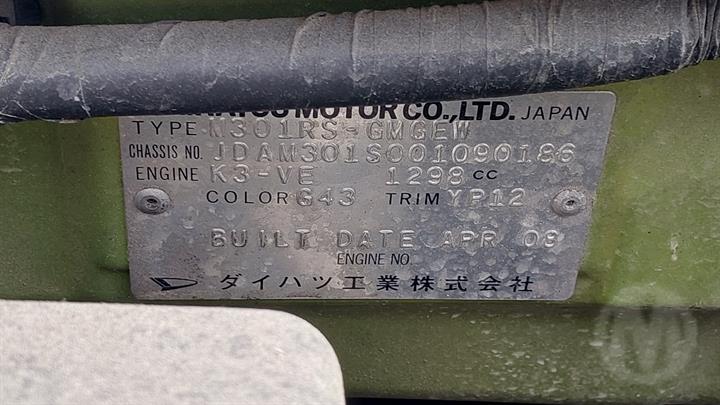 MOTOR CO.,LTD. JAPAN
TYPE M301RS-GMGEW
CHASSIS NO. JDAM301S001090186
ENGINE K3-VE 1298 CC
COLOR G43 TRIM YP12
BUILT DATE APR 08
ENGINE NO.
ダイハツ工業株式会社